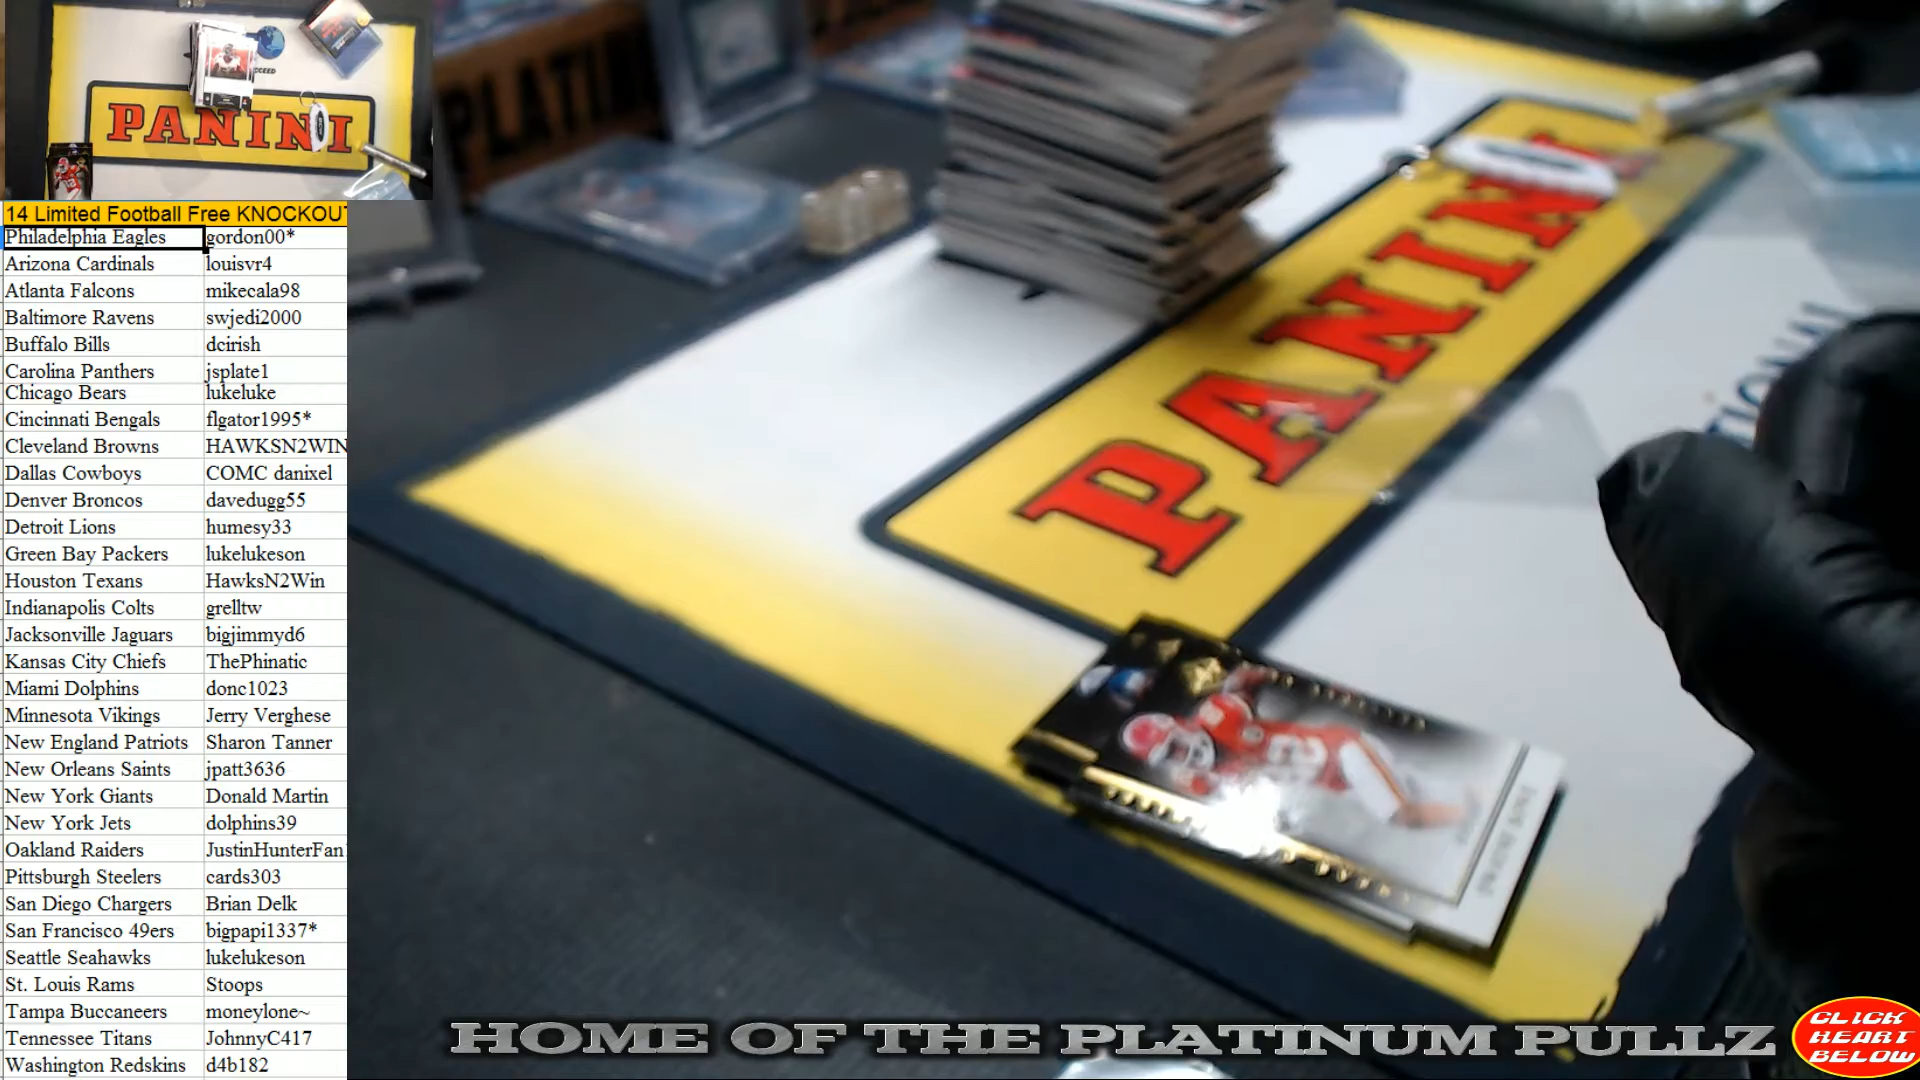 PANINI
CCEED
14 Limited Football Free KNOCKOUT
Philadelphia Eagles gordon00*
Arizona Cardinals louisvr4
Atlanta Falcons mikecala98
Baltimore Ravens swjedi2000
Buffalo Bills dcirish
Carolina Panthers jsplate1
Chicago Bears lukeluke
Cincinnati Bengals flgator1995*
Cleveland Browns HAWKSN2WIN
Dallas Cowboys COMC danixel
Denver Broncos davedugg55
Detroit Lions humesy33
Green Bay Packers lukelukeson
Houston Texans HawksN2Win
Indianapolis Colts grelltw
Jacksonville Jaguars bigjimmyd6
Kansas City Chiefs ThePhinatic
Miami Dolphins donc1023
Minnesota Vikings Jerry Verghese
New England Patriots Sharon Tanner
New Orleans Saints jpatt3636
New York Giants Donald Martin
New York Jets dolphins39
Oakland Raiders JustinHunterFan
Pittsburgh Steelers cards303
San Diego Chargers Brian Delk
San Francisco 49ers bigpapi1337*
Seattle Seahawks lukelukeson
St. Louis Rams Stoops
Tampa Buccaneers moneylone~
Tennessee Titans JohnnyC417
Washington Redskins d4b182
PLATIN
PANINI
TIONAL
HOME OF THE PLATINUM PULLZ
CLICK
HEART
BELOW